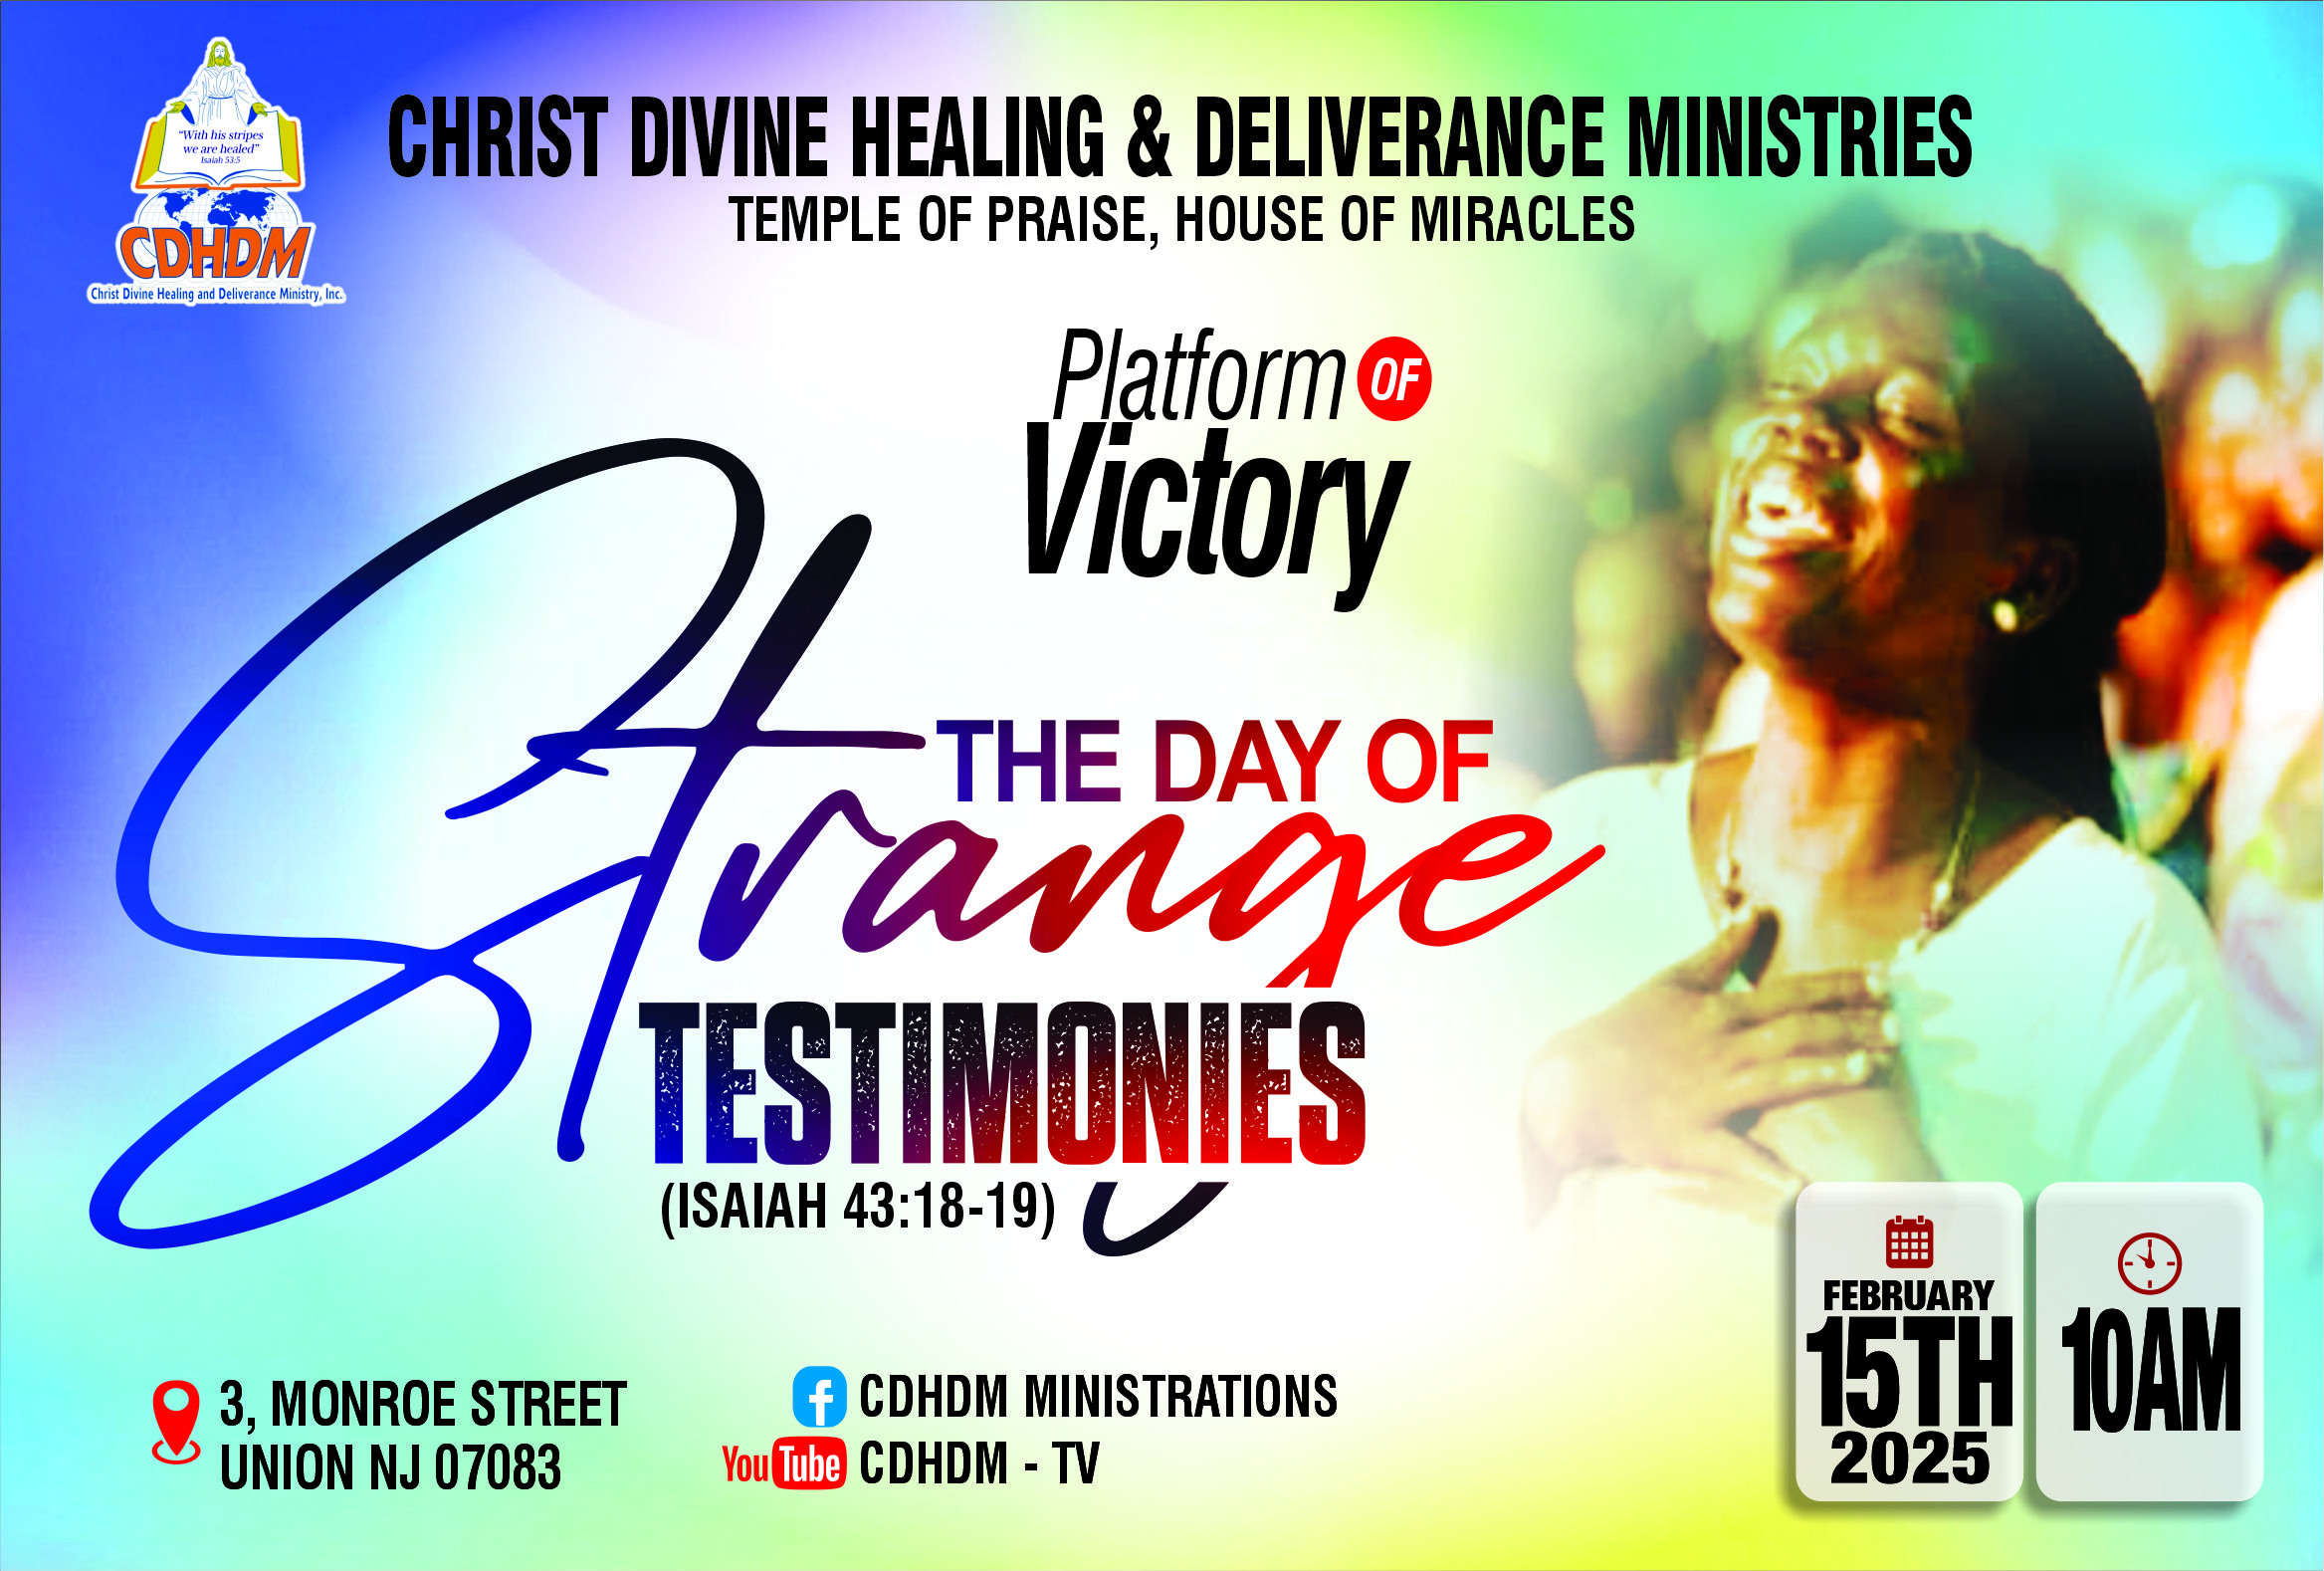 "With his stripes
we are healed"
Isaiah 53:5
CDHDM
Christ Divine Healing and Deliverance Ministry, Inc.
CHRIST DIVINE HEALING & DELIVERANCE MINISTRIES
TEMPLE OF PRAISE, HOUSE OF MIRACLES
Platform OF
Victory
THE DAY OF
Strange
TESTIMONIES
(ISAIAH 43:18-19)
3, MONROE STREET
UNION NJ 07083
f CDHDM MINISTRATIONS
YouTube CDHDM - TV
FEBRUARY
15TH
2025
10AM